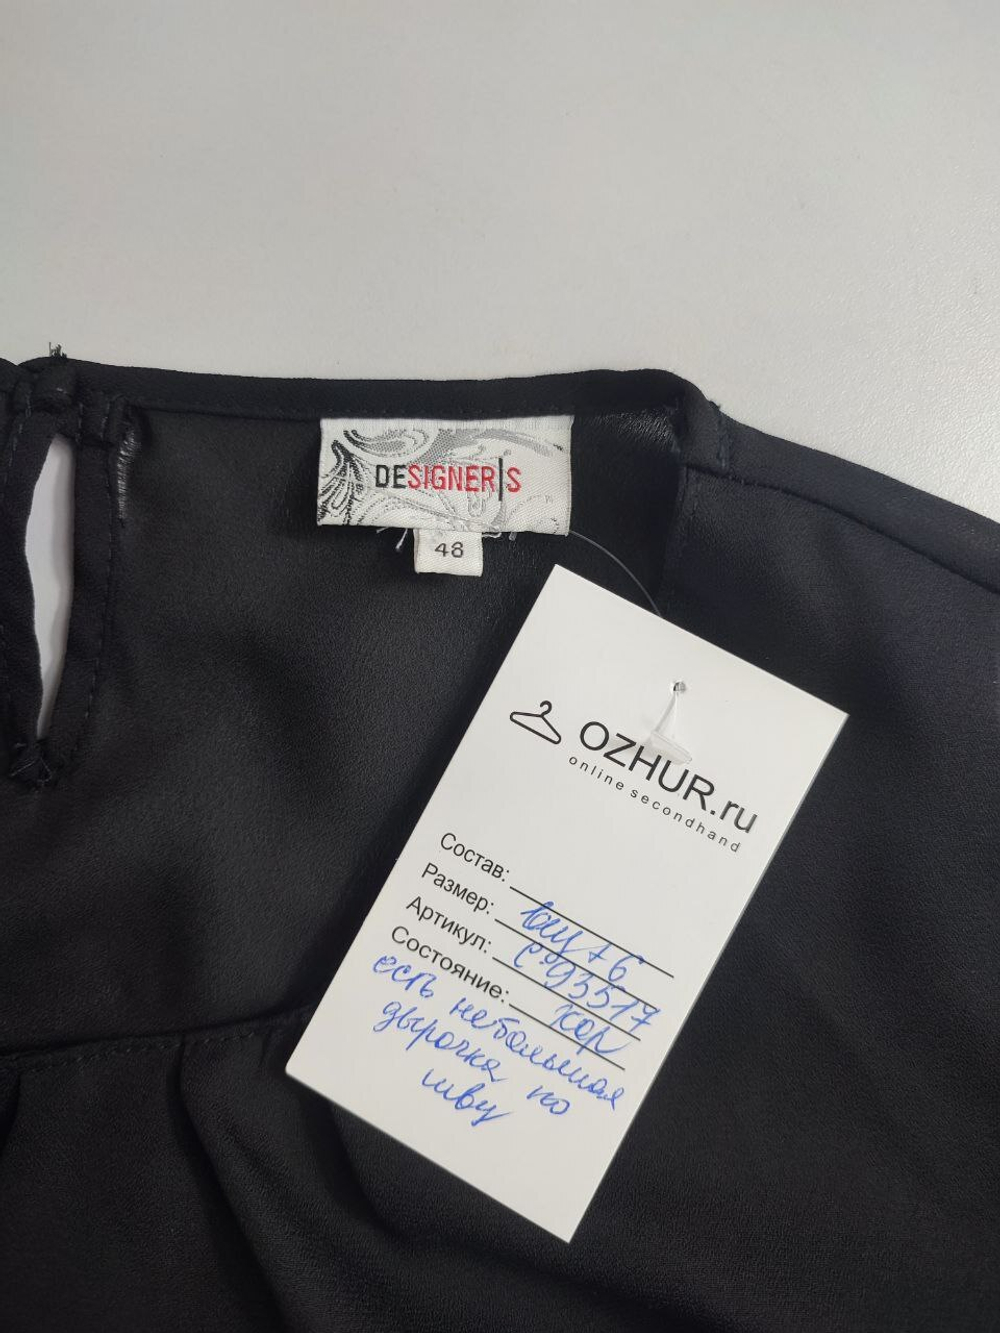 DESIGNER|S
48
OZHUR.ru
online secondhand
Состав:
Размер:
Артикул: с°93517
Состояние: хор
есть небольшая
дырочка по
шву